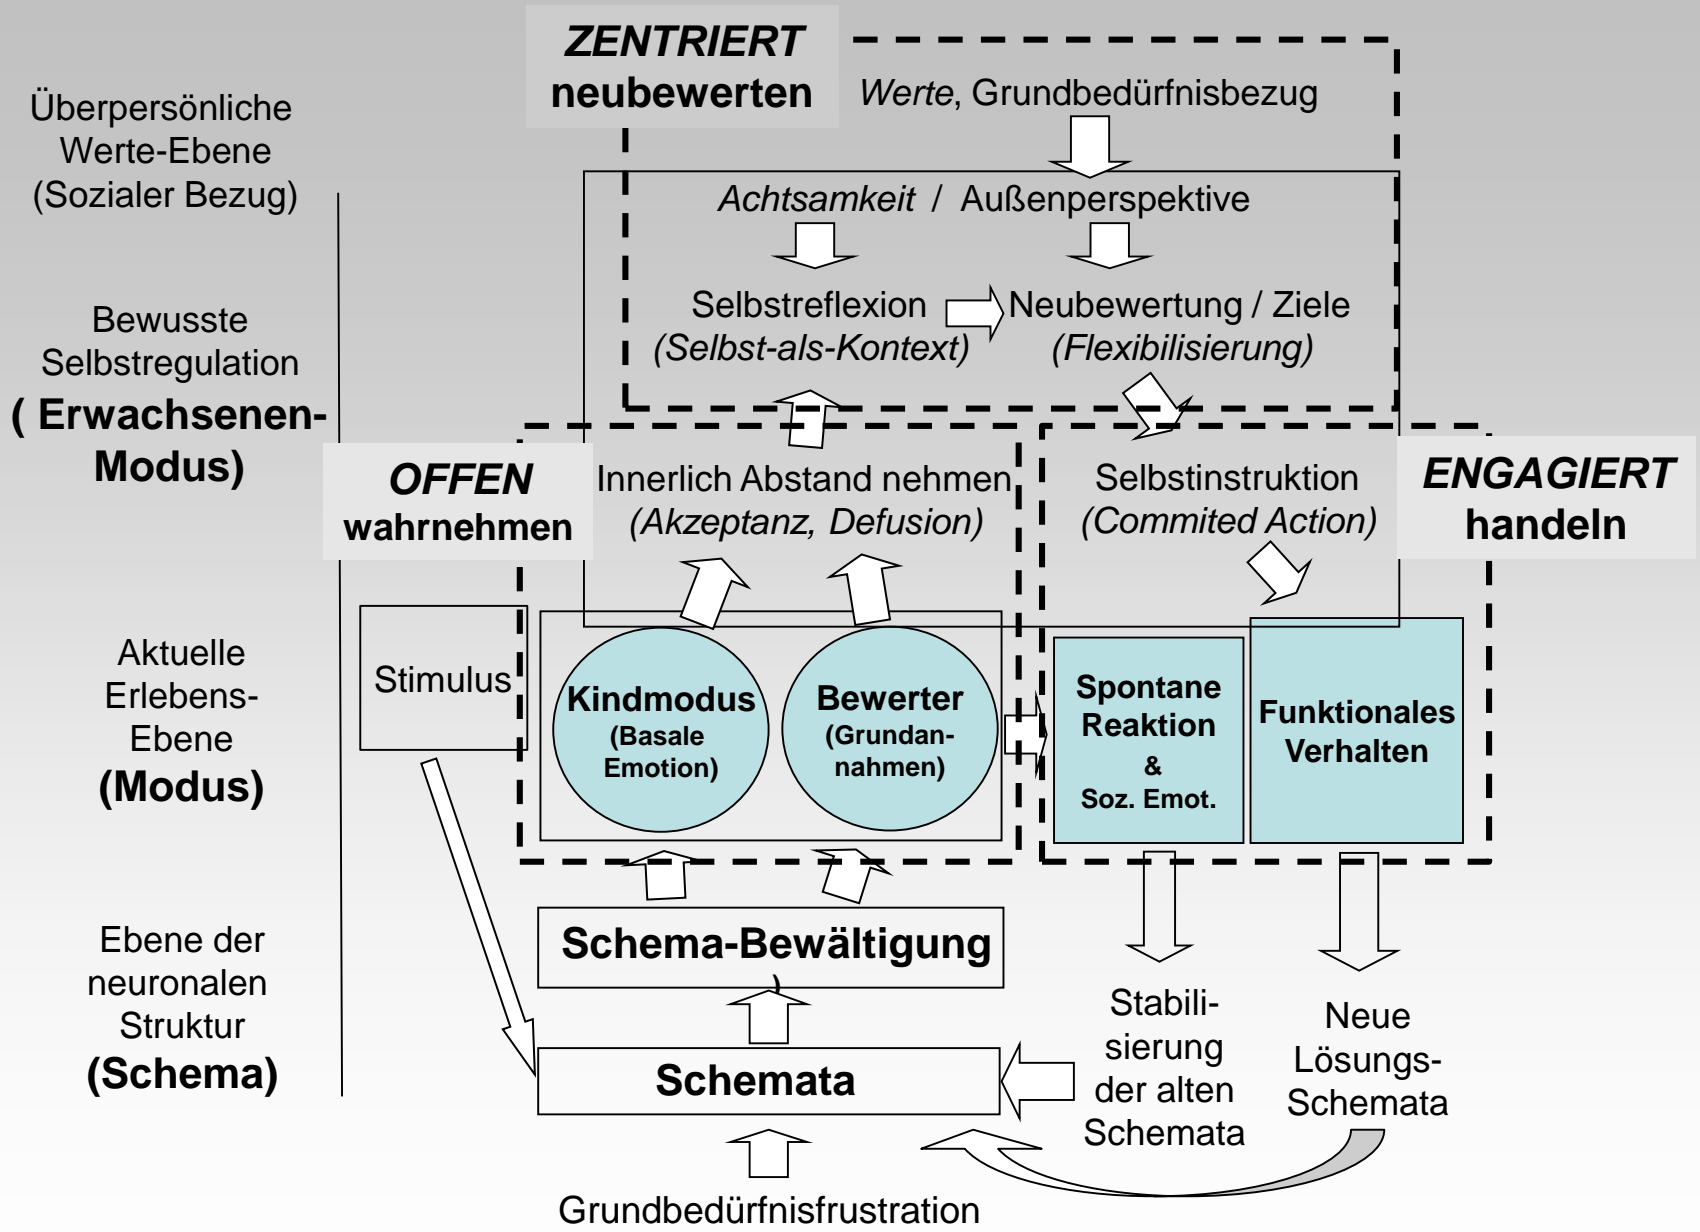 ZENTRIERT
neubewerten
Werte, Grundbedürfnisbezug
Überpersönliche
Werte-Ebene
(Sozialer Bezug)
Achtsamkeit / Außenperspektive
Selbstreflexion
(Selbst-als-Kontext)
Neubewertung / Ziele
(Flexibilisierung)
Bewusste
Selbstregulation
( Erwachsenen-
Modus)
OFFEN
wahrnehmen
Innerlich Abstand nehmen
(Akzeptanz, Defusion)
Selbstinstruktion
(Commited Action)
ENGAGIERT
handeln
Aktuelle
Erlebens-
Ebene
(Modus)
Stimulus
Kindmodus
(Basale
Emotion)
Bewerter
(Grundan-
nahmen)
Spontane
Reaktion
&
Soz. Emot.
Funktionales
Verhalten
Ebene der
neuronalen
Struktur
(Schema)
Schema-Bewältigung
)
Schemata
Stabili-
sierung
der alten
Schemata
Neue
Lösungs-
Schemata
Grundbedürfnisfrustration